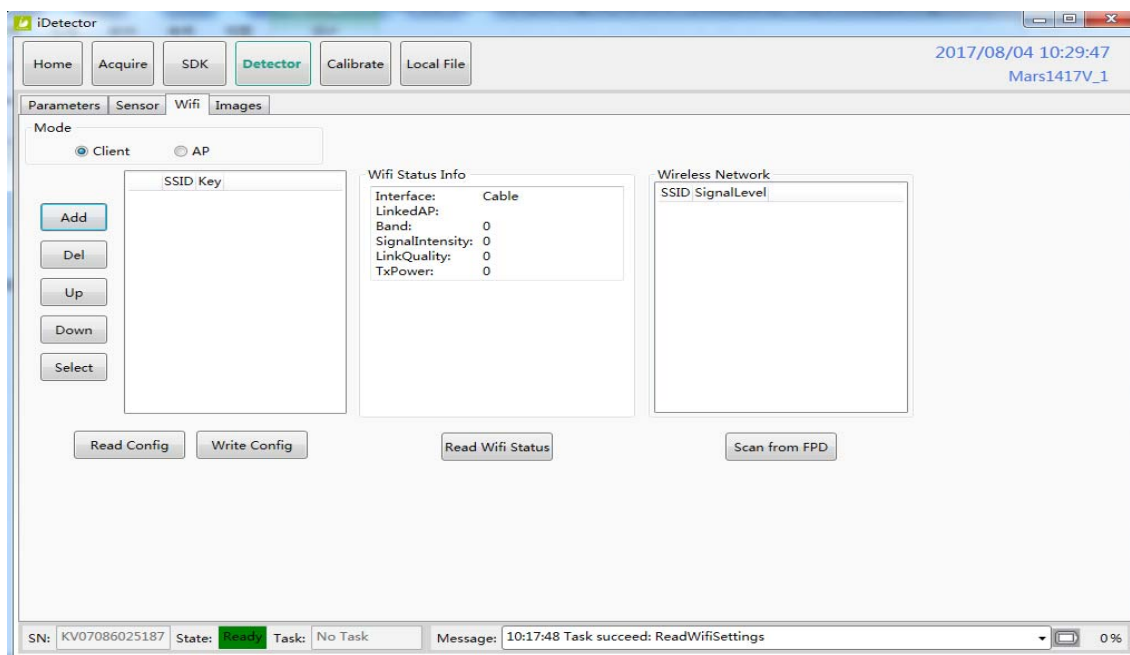 iDetector
Home Acquire SDK Detector Calibrate Local File
2017/08/04 10:29:47
Mars1417V_1
Parameters Sensor Wifi Images
Mode
Client AP
SSID Key
Add
Del
Up
Down
Select
Read Config Write Config
Wifi Status Info
Interface: Cable
LinkedAP:
Band: 0
SignalIntensity: 0
LinkQuality: 0
TxPower: 0
Read Wifi Status
Wireless Network
SSID SignalLevel
Scan from FPD
SN: KV07086025187 State: Ready Task: No Task Message: 10:17:48 Task succeed: ReadWifiSettings 0%